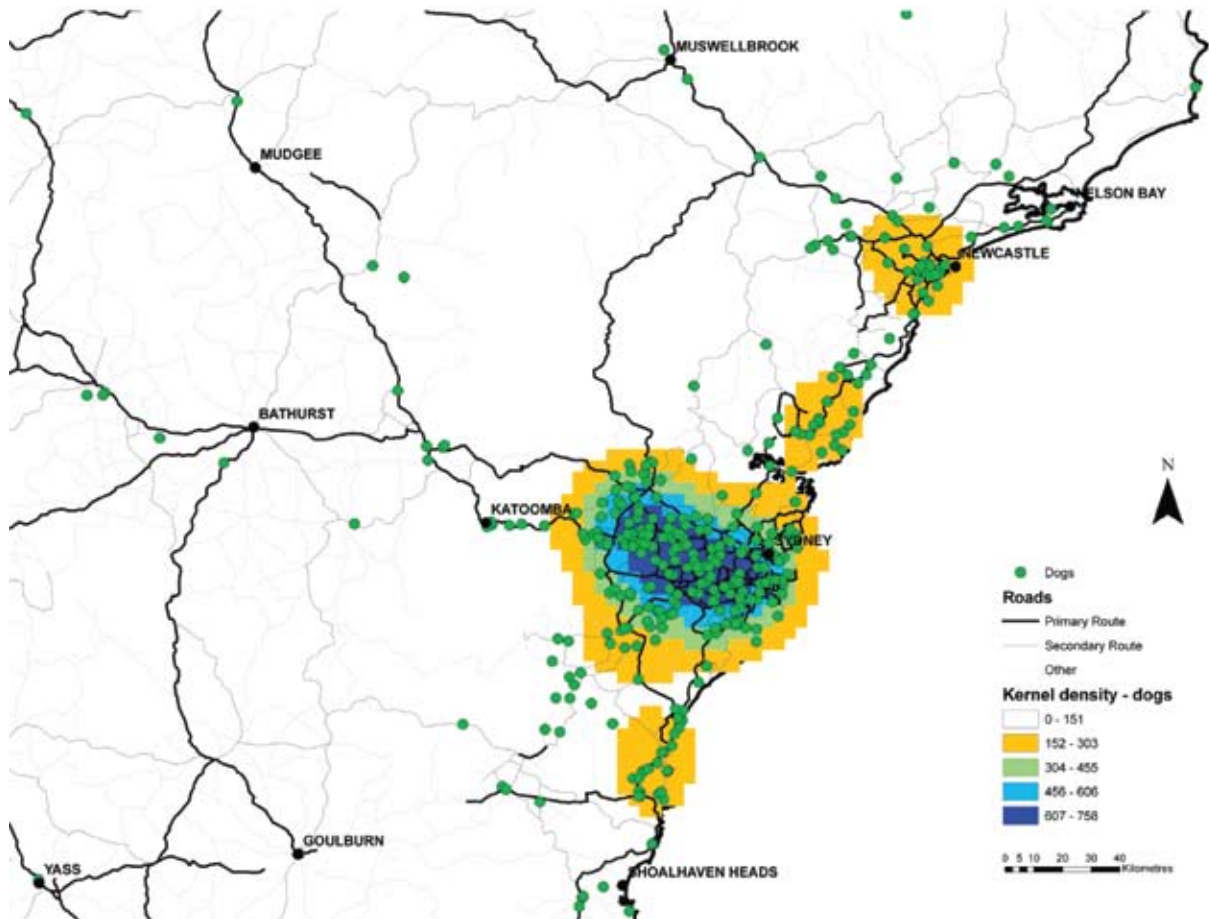 MUSWELLBROOK
MUDGEE
NELSON BAY
NEWCASTLE
BATHURST
KATOOMBA
SYDNEY
N
Dogs
Roads
Primary Route
Secondary Route
Other
Kernel density - dogs
0 - 151
152 - 303
304 - 455
456 - 606
607 - 758
0 5 10 20 30 40
Kilometres
GOULBURN
YASS
SHOALHAVEN HEADS